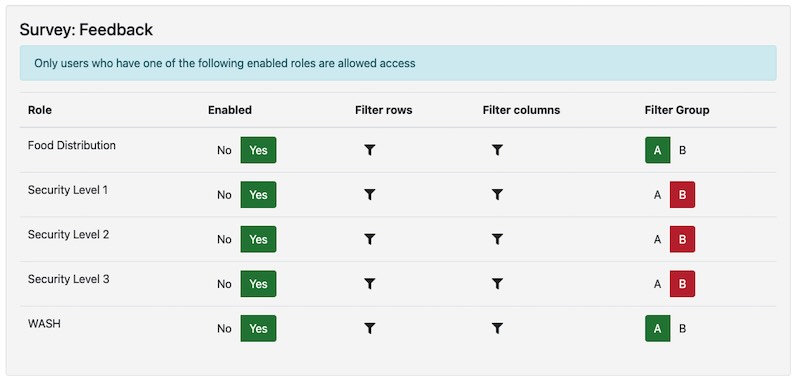 Survey: Feedback
Only users who have one of the following enabled roles are allowed access
Role Enabled Filter rows Filter columns Filter Group
Food Distribution No Yes A B
Security Level 1 No Yes A B
Security Level 2 No Yes A B
Security Level 3 No Yes A B
WASH No Yes A B